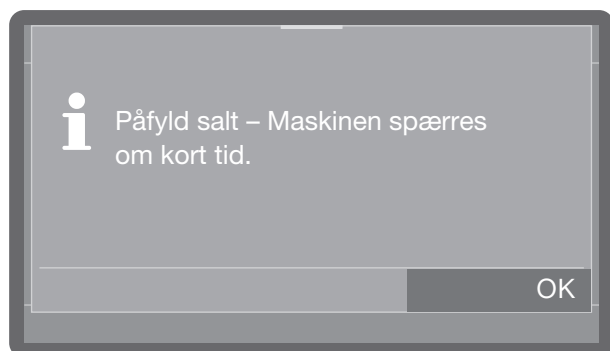 Påfyld salt – Maskinen spærres
om kort tid.
OK